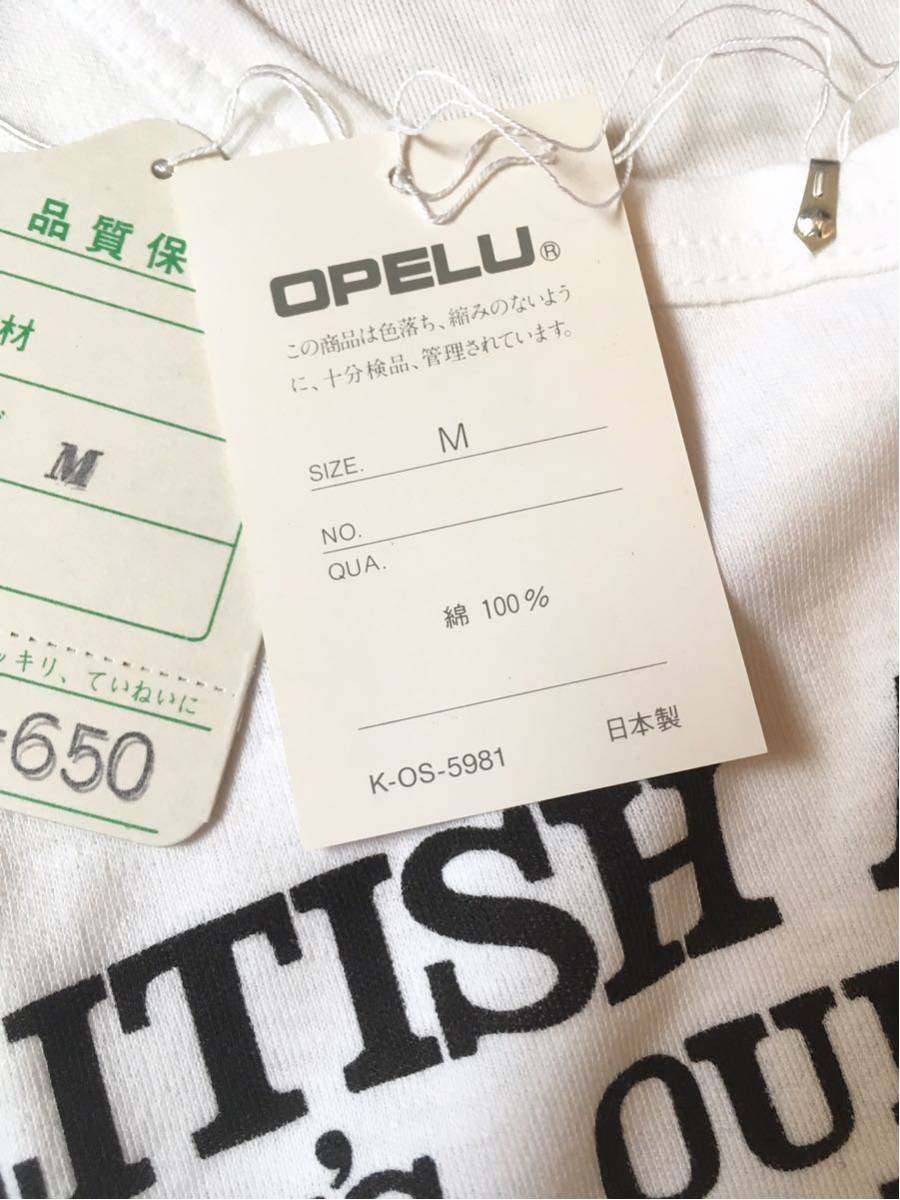 品質保
材
M
ッキリ、ていねいに
-650
OPELU®
この商品は色落ち、縮みのないよう
に、十分検品、管理されています。
SIZE. M
NO.
QUA.
綿 100%
K-OS-5981 日本製
ITISH
'S OU